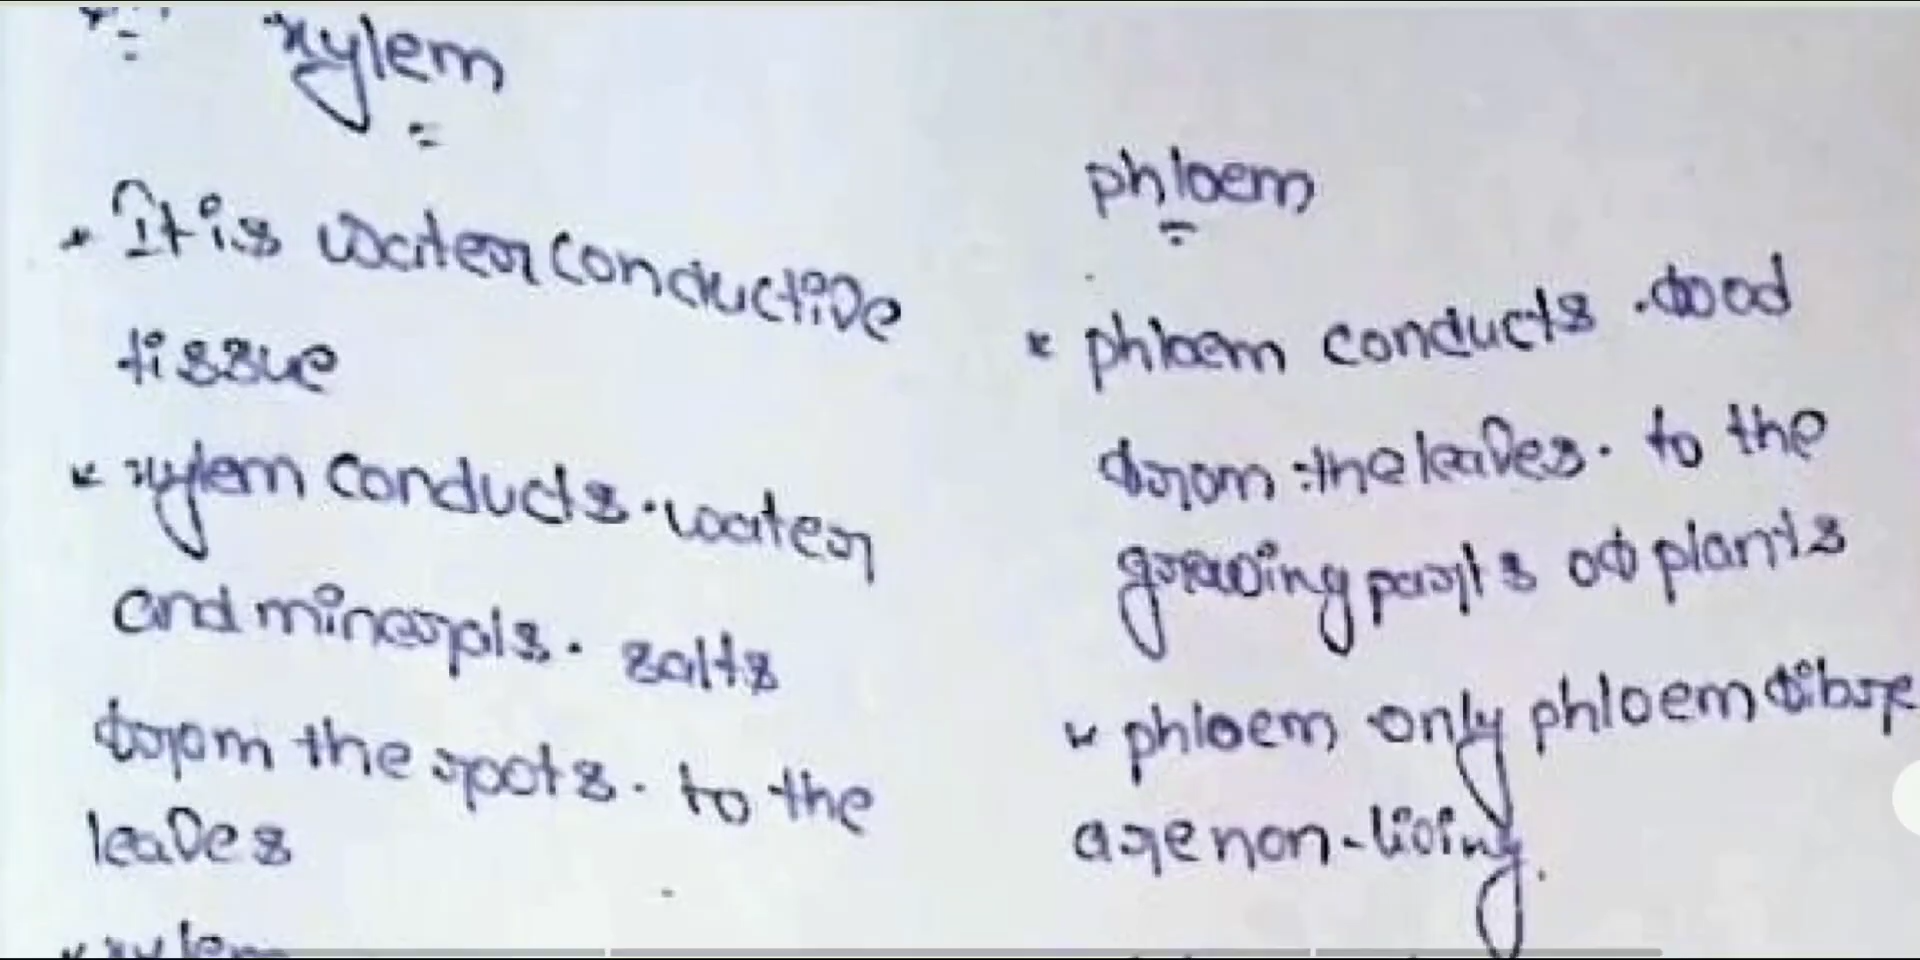 xylem
* It is water conductive
tissue
* xylem conducts water
and minerals. salts
from the roots. to the
leaves
* xylem
phloem
* phloem conducts food
from the leaves. to the
growing parts of plants
* phloem only phloem fibre
are non-living.